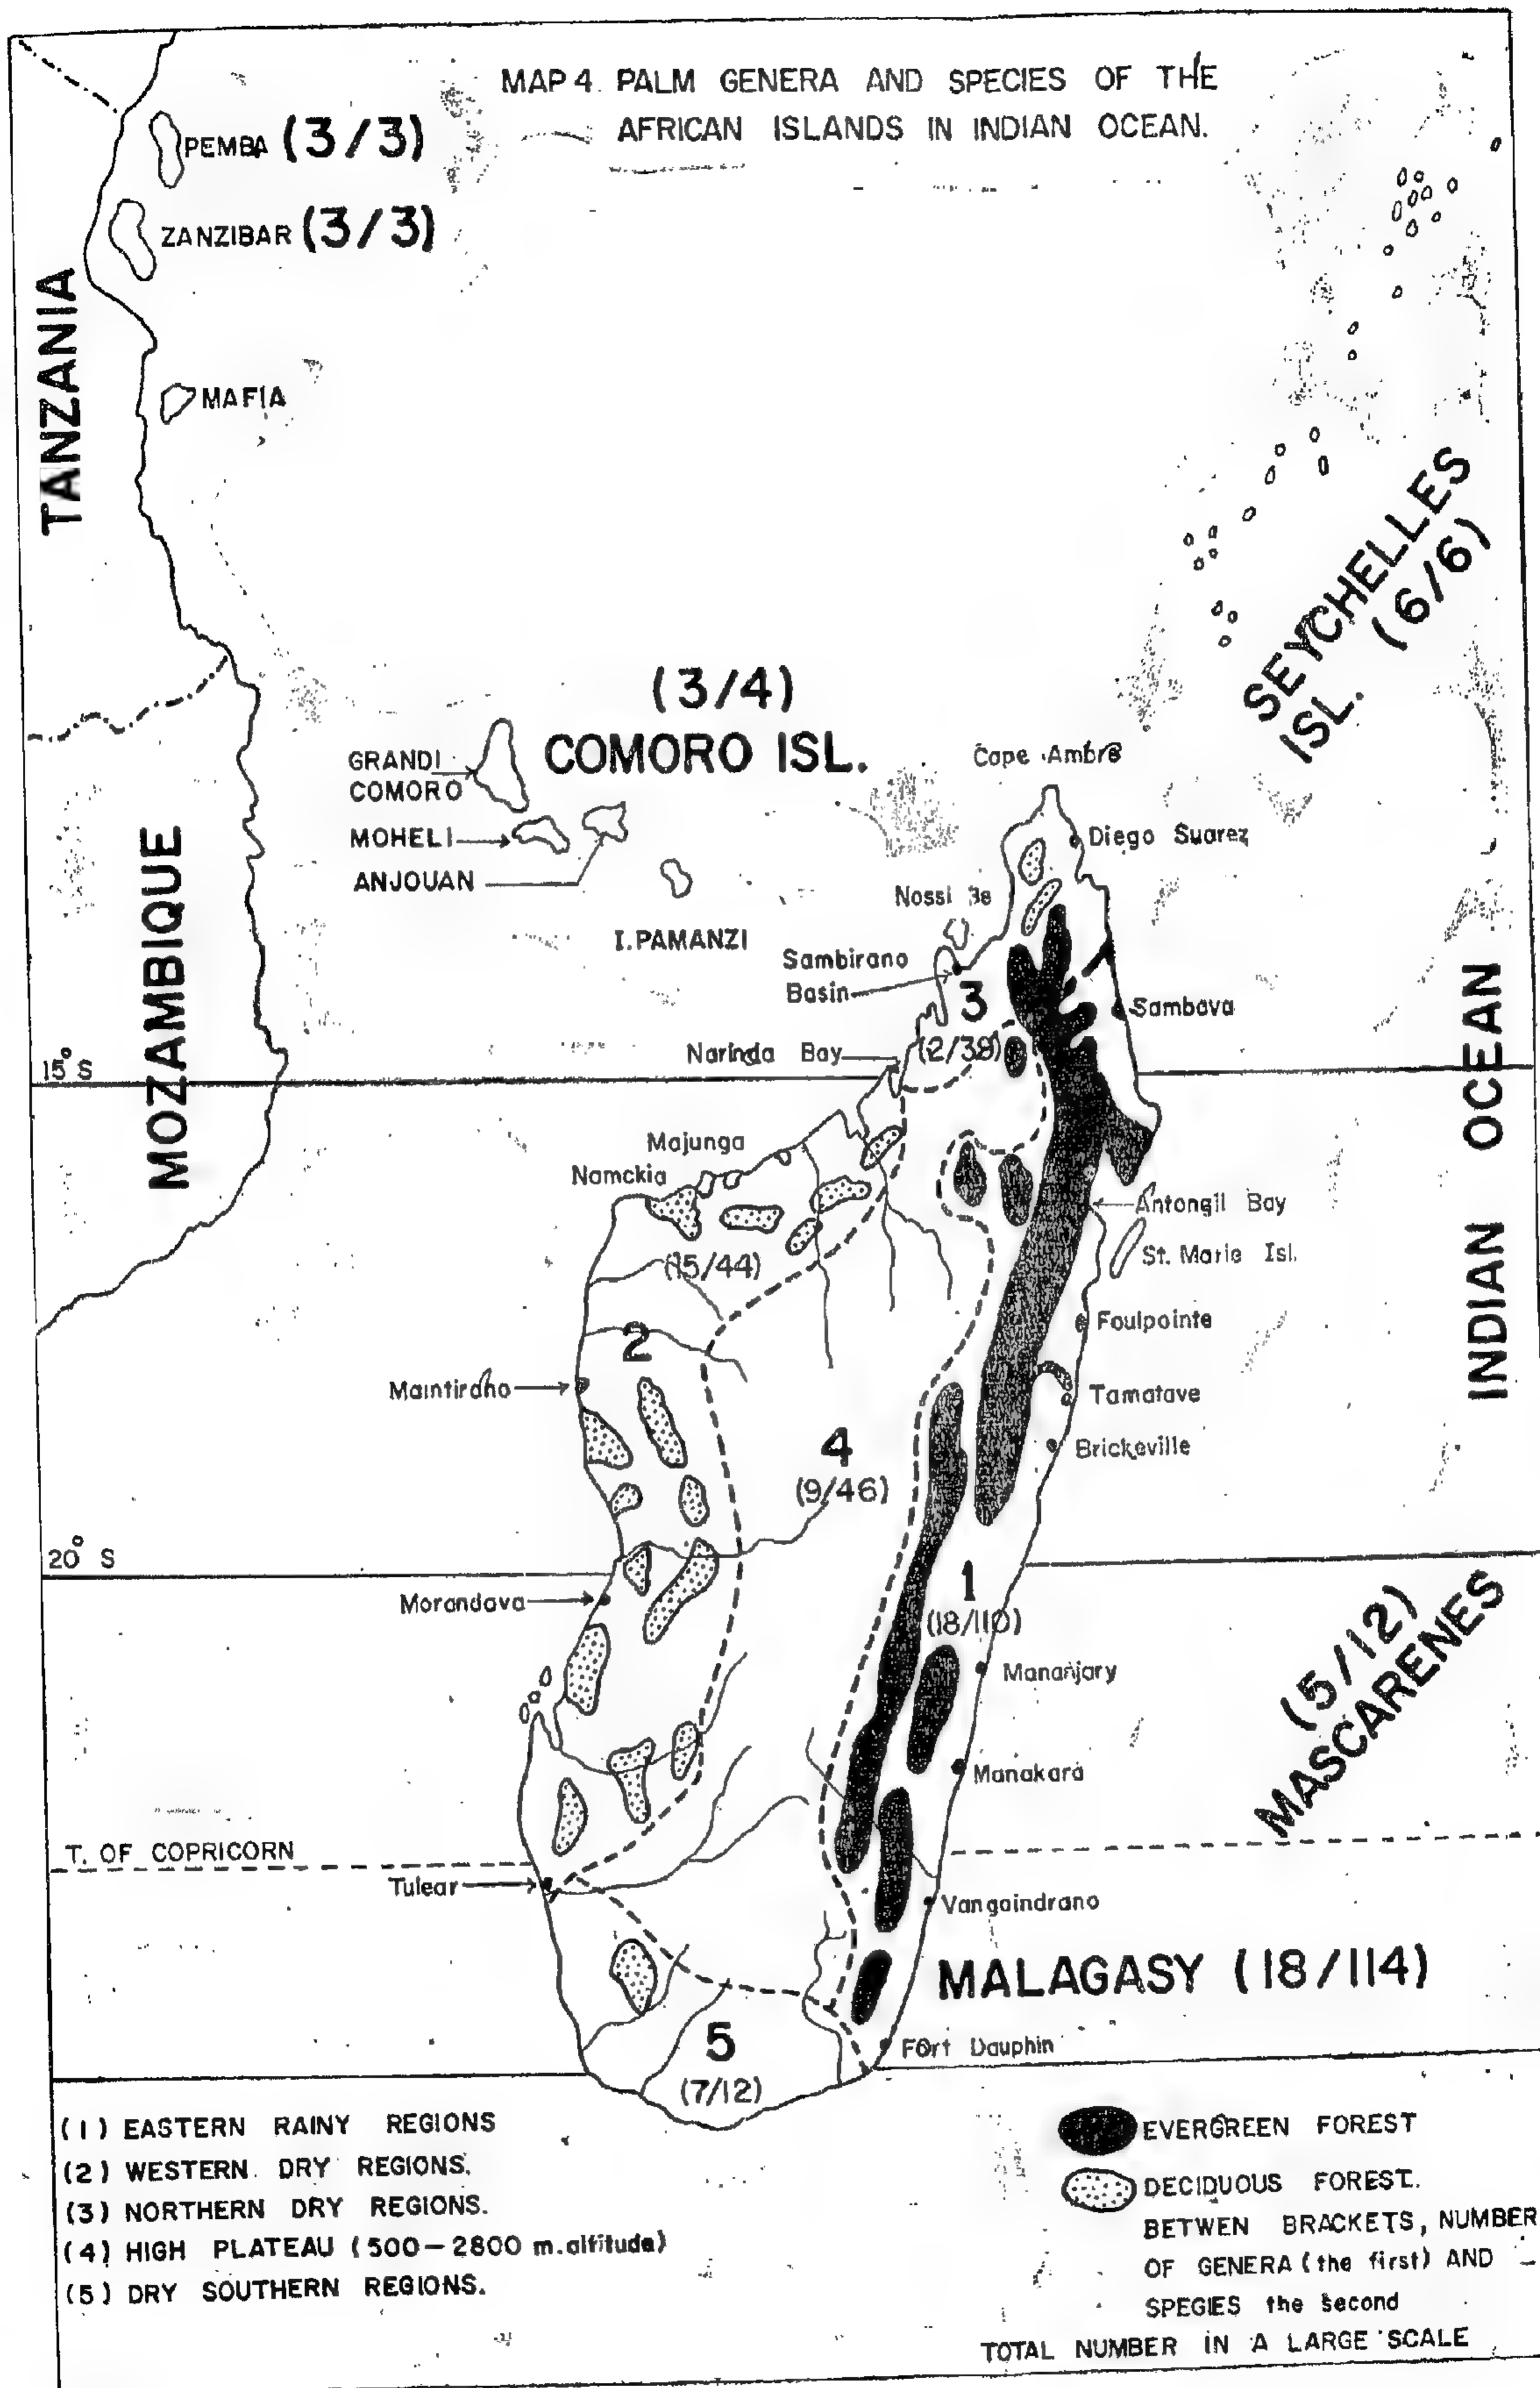 MAP 4. PALM GENERA AND SPECIES OF THE
AFRICAN ISLANDS IN INDIAN OCEAN.
PEMBA (3/3)
ZANZIBAR (3/3)
TANZANIA
MAFIA
SEYCHELLES
ISL. (6/6)
(3/4)
COMORO ISL.
GRANDI
COMORO
MOHELI
ANJOUAN
I.PAMANZI
Cape Ambre
Diego Suarez
Nossi Be
Sambirano
Basin
3
Sambava
MOZAMBIQUE
INDIAN OCEAN
Narinda Bay
(2/38)
15°S
Majunga
Namckia
Antongil Bay
St. Marie Isl.
(15/44)
Foulpointe
2
Maintirano
Tamatave
4
Brickeville
(9/46)
20° S
1
Morandava
(18/110)
(5/12)
MASCARENES
Mananjary
Manakara
T. OF COPRICORN
Tulear
Vangaindrano
MALAGASY (18/114)
5
Fort Dauphin
(7/12)
(1) EASTERN RAINY REGIONS
(2) WESTERN DRY REGIONS.
(3) NORTHERN DRY REGIONS.
(4) HIGH PLATEAU (500-2800 m.altitude)
(5) DRY SOUTHERN REGIONS.
EVERGREEN FOREST
DECIDUOUS FOREST.
BETWEN BRACKETS, NUMBER
OF GENERA (the first) AND
SPEGIES the second
TOTAL NUMBER IN A LARGE SCALE